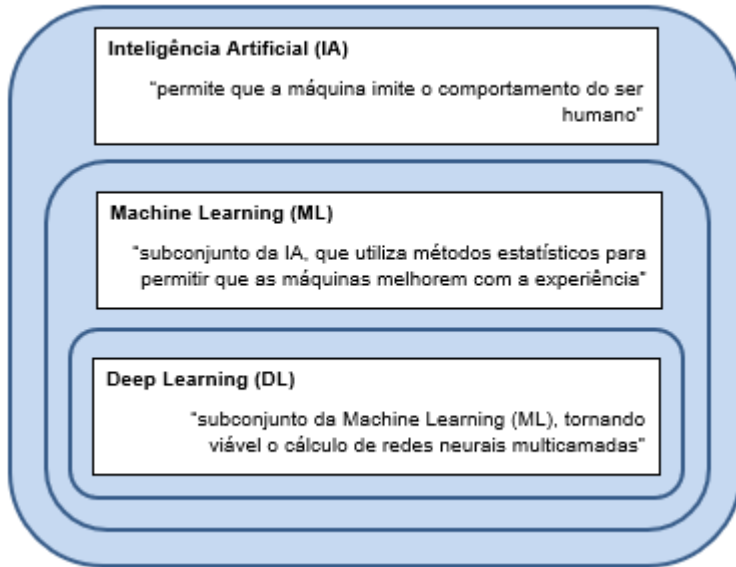 Inteligência Artificial (IA)
“permite que a máquina imite o comportamento do ser
humano”
Machine Learning (ML)
“subconjunto da IA, que utiliza métodos estatísticos para
permitir que as máquinas melhorem com a experiência”
Deep Learning (DL)
“subconjunto da Machine Learning (ML), tornando
viável o cálculo de redes neurais multicamadas”